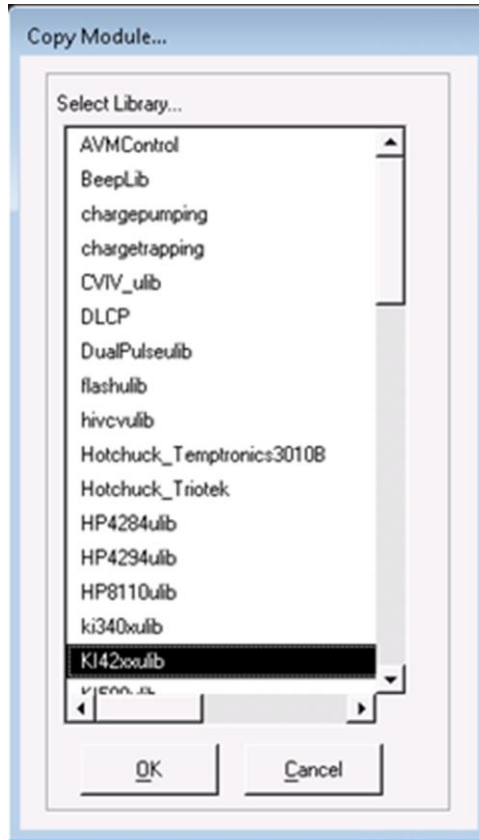 Copy Module...
Select Library...
AVMControl
BeepLib
chargepumping
chargetrapping
CVIV_ulib
DLCP
DualPulseulib
flashulib
hivcvulib
Hotchuck_Temptronics3010B
Hotchuck_Triotek
HP4284ulib
HP4294ulib
HP8110ulib
ki340xulib
KI42xxulib
OK
Cancel